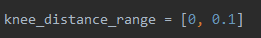 knee_distance_range = [0, 0.1]